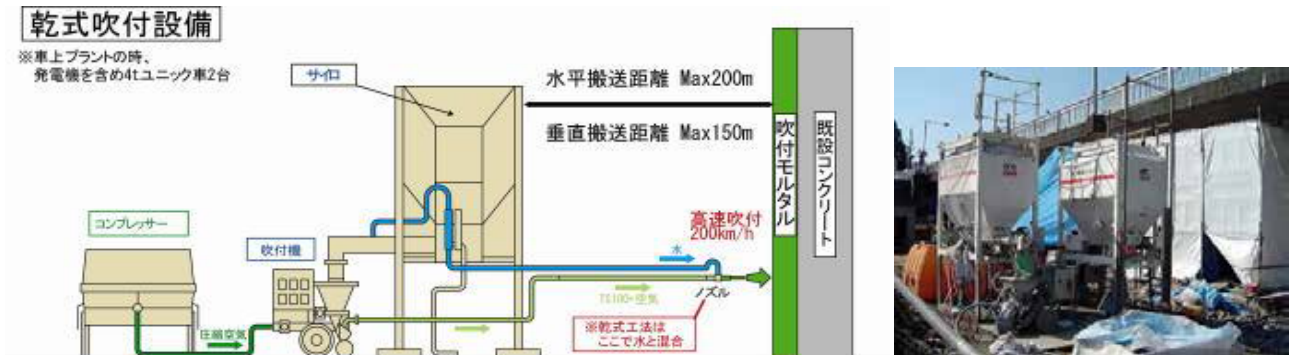 乾式吹付設備
※車上プラントの時、
発電機を含め4tユニック車2台
サイロ
水平搬送距離 Max200m
垂直搬送距離 Max150m
吹付モルタル
既設コンクリート
コンプレッサー
吹付機
高速吹付
200km/h
水
ノズル
TS100+空気
圧縮空気
※乾式工法は
ここで水と混合